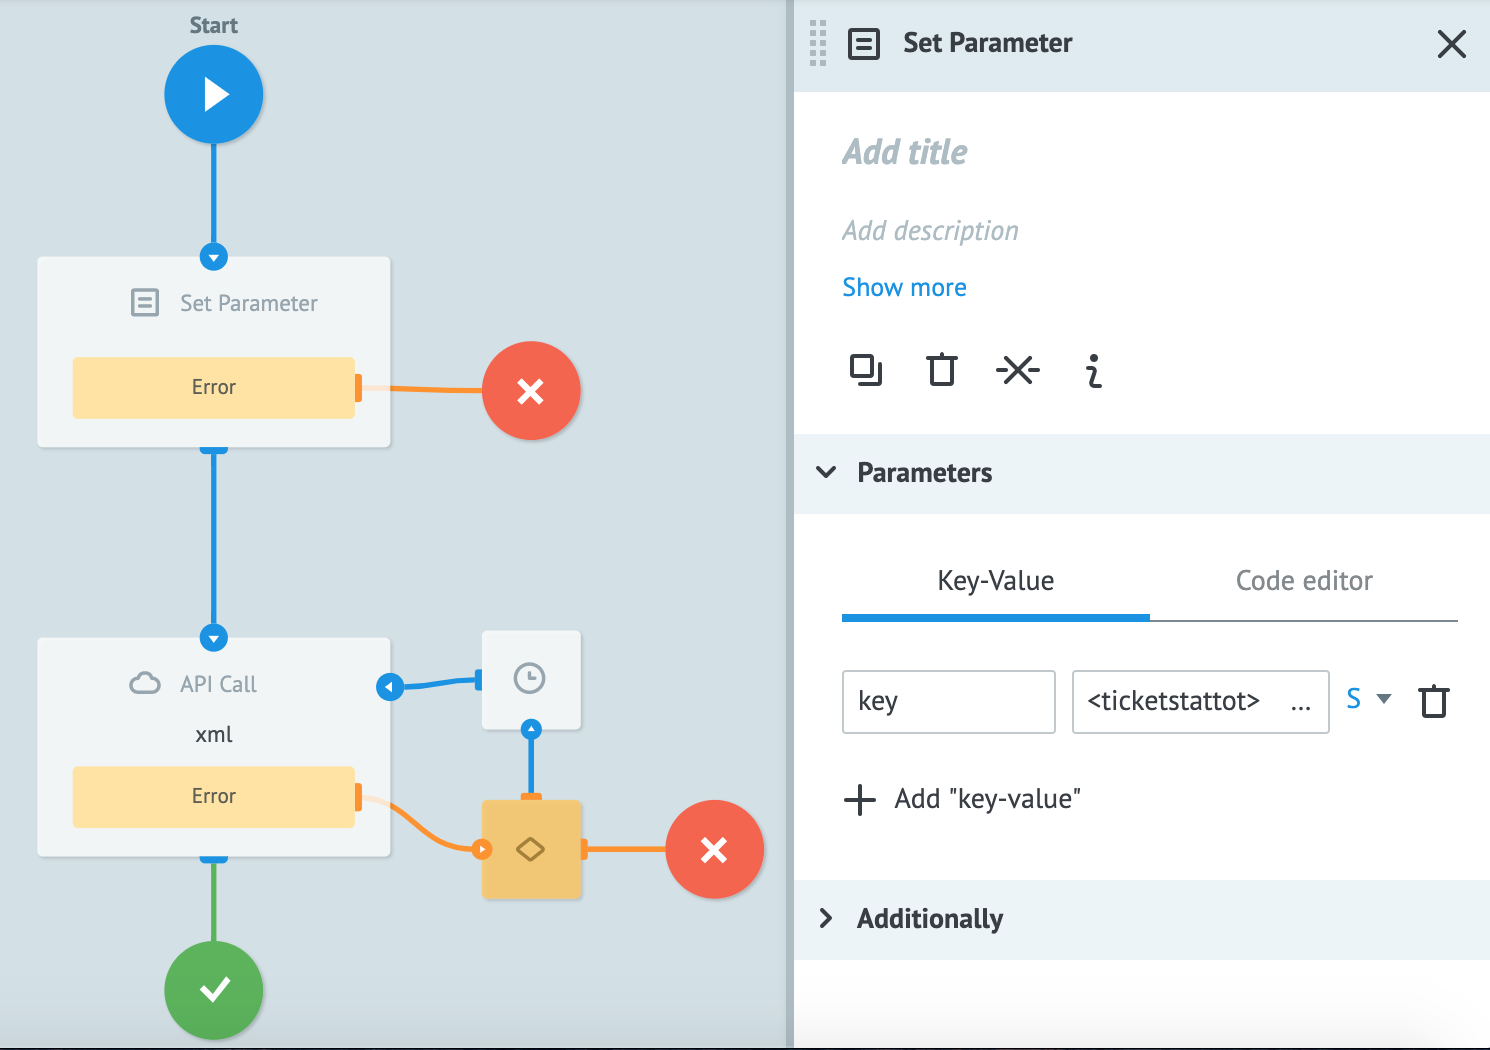 Start
Set Parameter
Error
API Call
xml
Error
Set Parameter
Add title
Add description
Show more
Parameters
Key-Value
Code editor
key
<ticketstattot> ...
S
Add "key-value"
Additionally